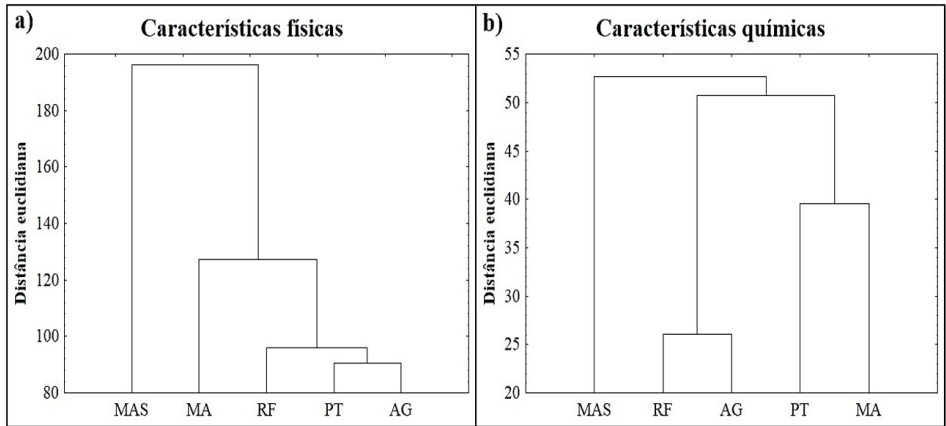 a)
Características físicas
Distância euclidiana
200
180
160
140
120
100
80
MAS MA RF PT AG
b)
Características químicas
Distância euclidiana
55
50
45
40
35
30
25
20
MAS RF AG PT MA